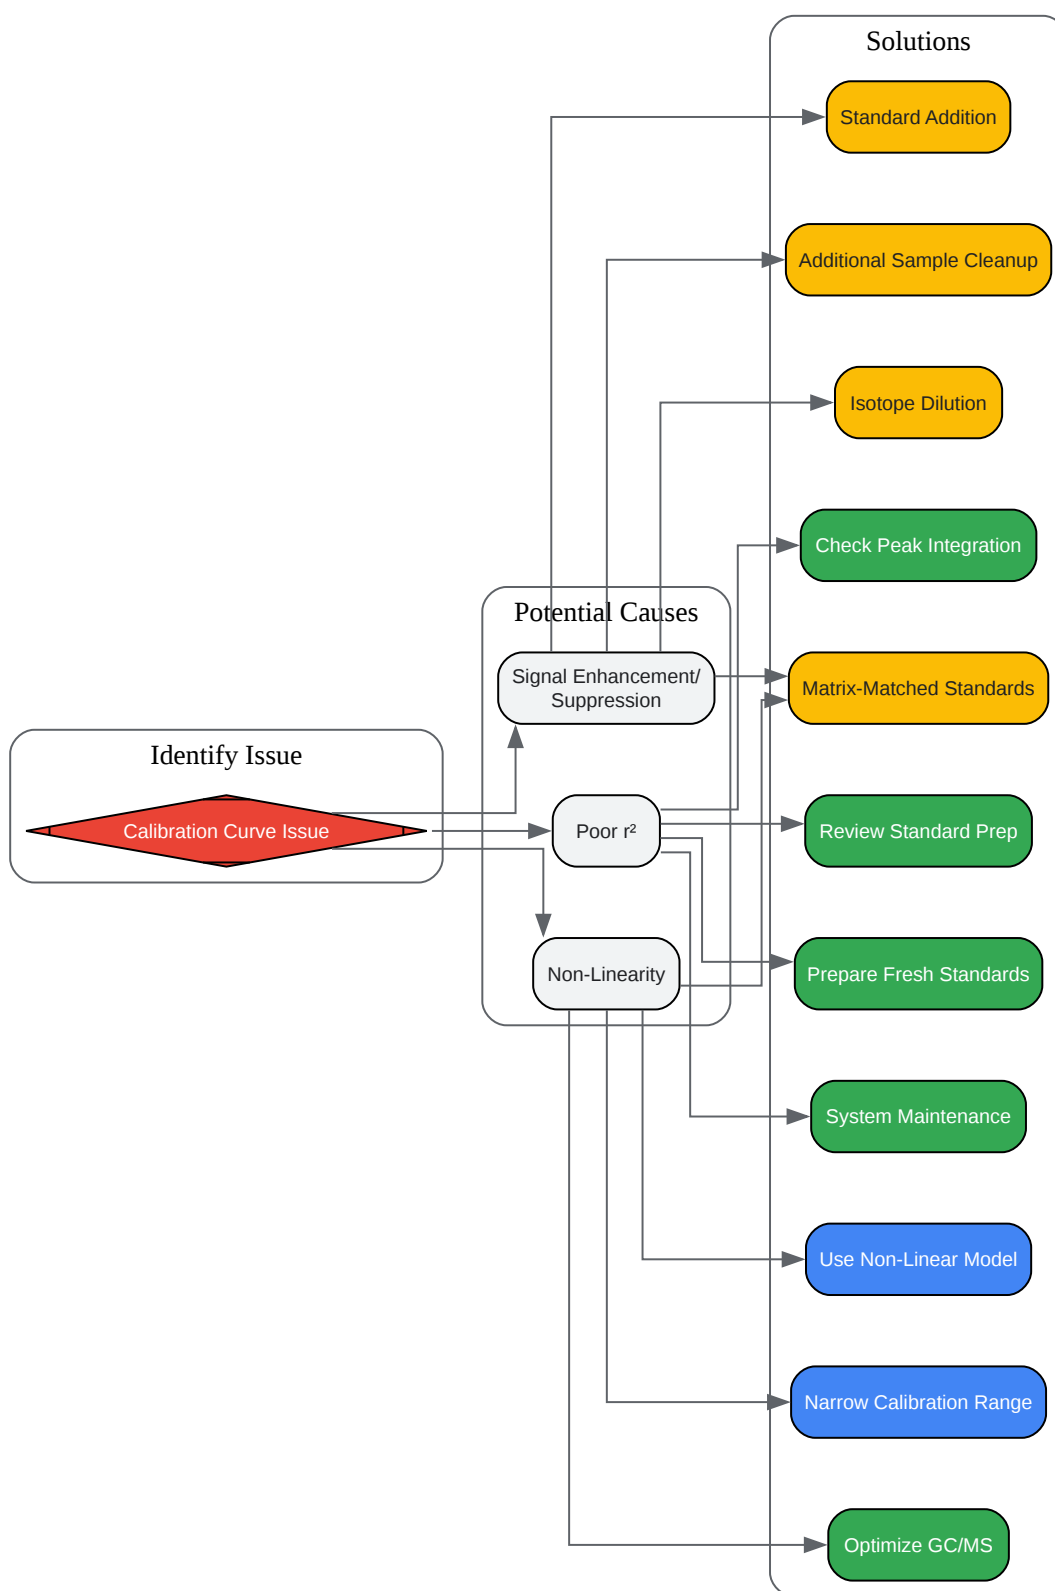 Solutions
Standard Addition
Additional Sample Cleanup
Isotope Dilution
Check Peak Integration
Potential Causes
Signal Enhancement/
Suppression
Matrix-Matched Standards
Identify Issue
Calibration Curve Issue
Poor r²
Review Standard Prep
Non-Linearity
Prepare Fresh Standards
System Maintenance
Use Non-Linear Model
Narrow Calibration Range
Optimize GC/MS